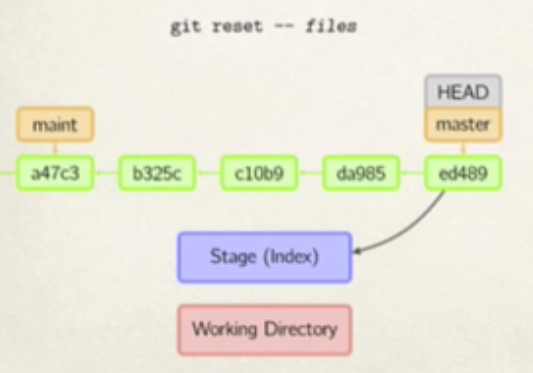 git reset -- files
HEAD
maint
master
a47c3
b325c
c10b9
da985
ed489
Stage (Index)
Working Directory